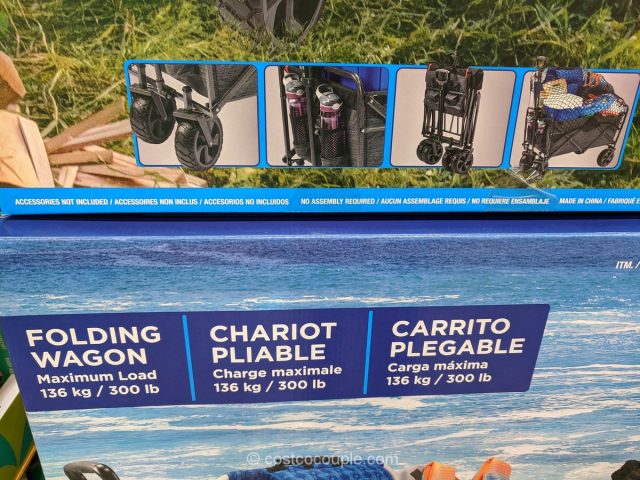 ACCESSORIES NOT INCLUDED / ACCESSOIRES NON INCLUS / ACCESORIOS NO INCLUIDOS NO ASSEMBLY REQUIRED / AUCUN ASSEMBLAGE REQUIS / NO REQUIERE ENSAMBLAJE MADE IN CHINA / FABRIQUÉ E
ITM. /
FOLDING
WAGON
Maximum Load
136 kg / 300 lb
CHARIOT
PLIABLE
Charge maximale
136 kg / 300 lb
CARRITO
PLEGABLE
Carga máxima
136 kg / 300 lb
costcocouple.com